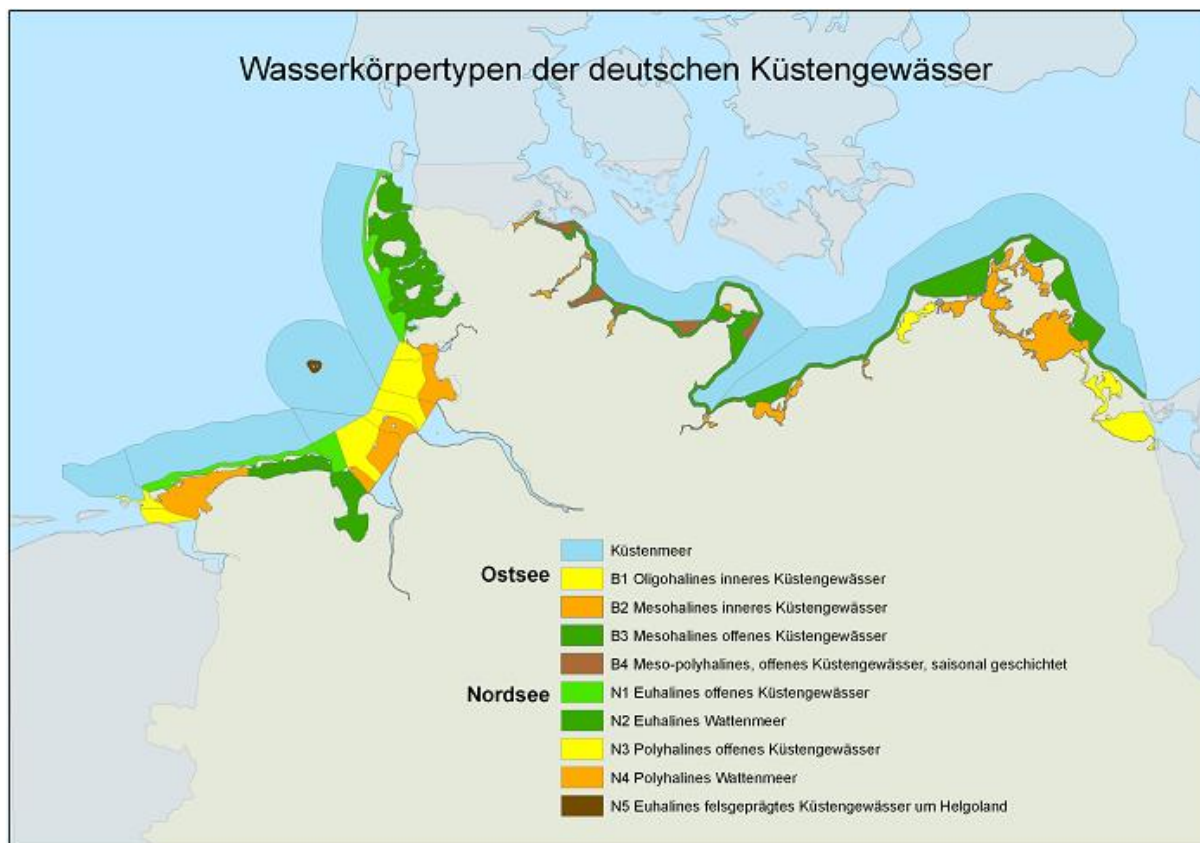 Wasserkörpertypen der deutschen Küstengewässer
Küstenmeer
Ostsee
B1 Oligohalines inneres Küstengewässer
B2 Mesohalines inneres Küstengewässer
B3 Mesohalines offenes Küstengewässer
B4 Meso-polyhalines, offenes Küstengewässer, saisonal geschichtet
Nordsee
N1 Euhalines offenes Küstengewässer
N2 Euhalines Wattenmeer
N3 Polyhalines offenes Küstengewässer
N4 Polyhalines Wattenmeer
N5 Euhalines felsgeprägtes Küstengewässer um Helgoland